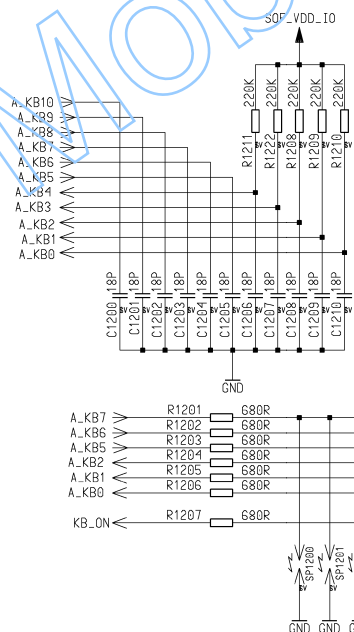 Mob
SOF_VDD_IO
220K 220K 220K 220K 220K
R1211 R1222 R1208 R1209 R1210
A_KB10
A_KB9
A_KB8
A_KB7
A_KB6
A_KB5
A_KB4
A_KB3
A_KB2
A_KB1
A_KB0
18P 18P 18P 18P 18P 18P 18P 18P 18P 18P 18P
C1200 C1201 C1202 C1203 C1204 C1205 C1206 C1207 C1208 C1209 C1210
GND
A_KB7 R1201 680R
A_KB6 R1202 680R
A_KB5 R1203 680R
A_KB2 R1204 680R
A_KB1 R1205 680R
A_KB0 R1206 680R
KB_ON R1207 680R
SP1200 SP1201
GND GND